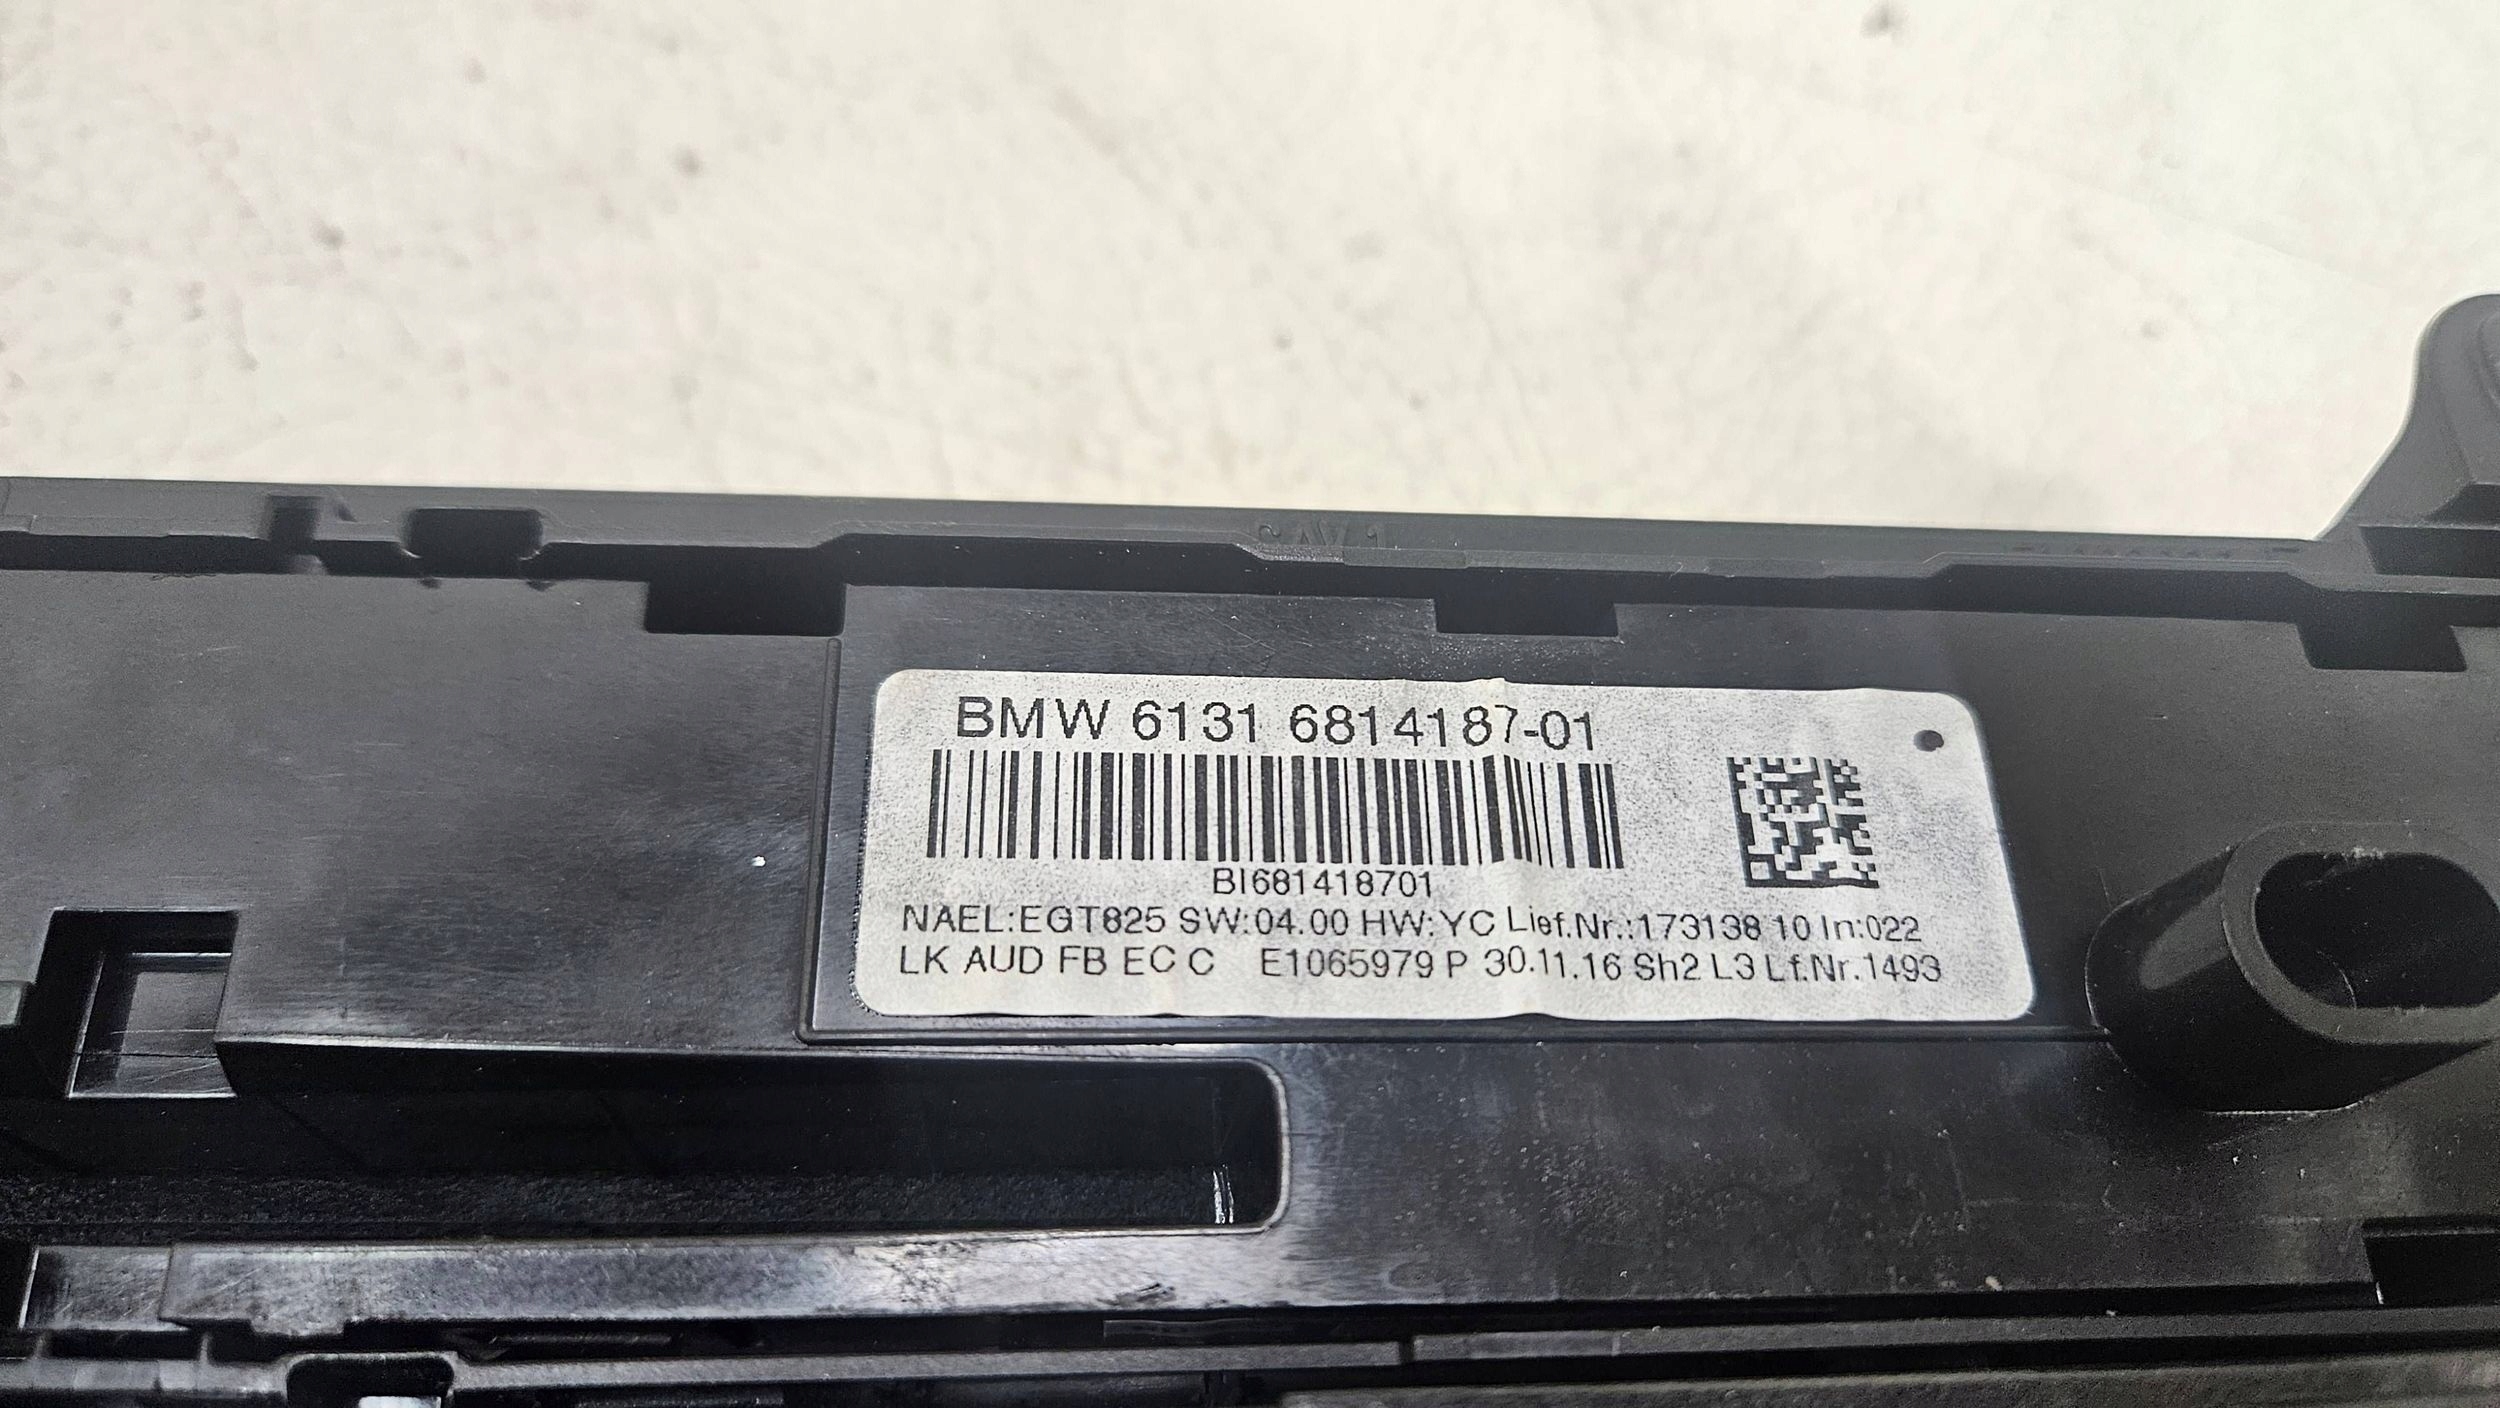 BMW 6131 6814187-01
BI681418701
NAEL:EGT825 SW:04.00 HW:YC Lief.Nr.:173138 10 In:022
LK AUD FB EC C E1065979 P 30.11.16 Sh2 L3 Lf.Nr.1493